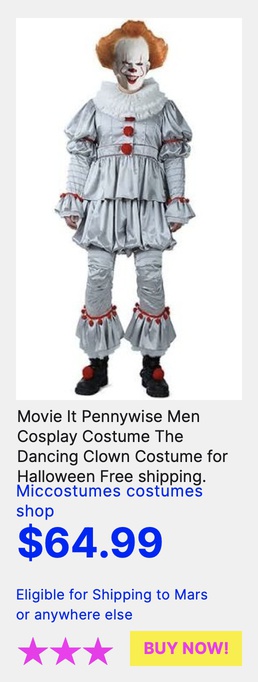 Movie It Pennywise Men
Cosplay Costume The
Dancing Clown Costume for
Halloween Free shipping.
Miccostumes costumes
shop
$64.99
Eligible for Shipping to Mars
or anywhere else
BUY NOW!